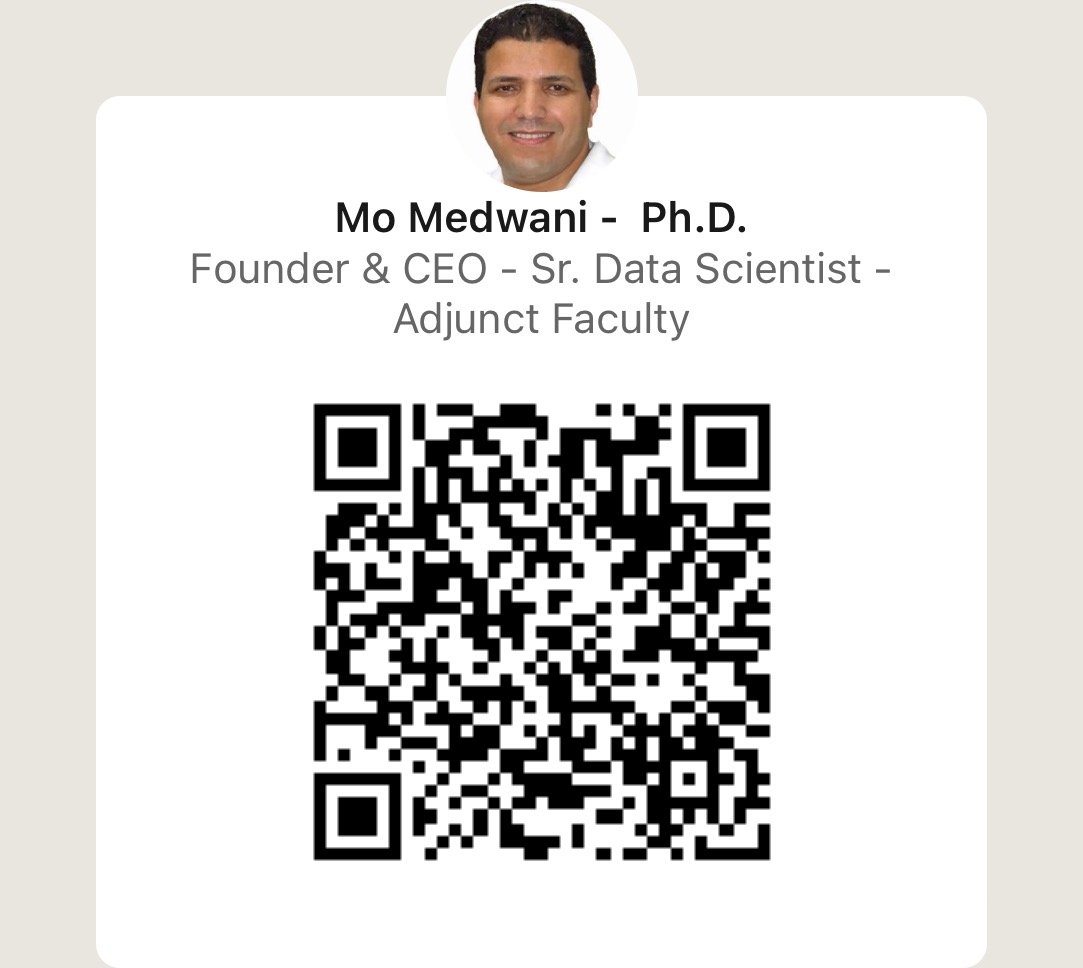 Mo Medwani -  Ph.D.
Founder & CEO - Sr. Data Scientist -
Adjunct Faculty